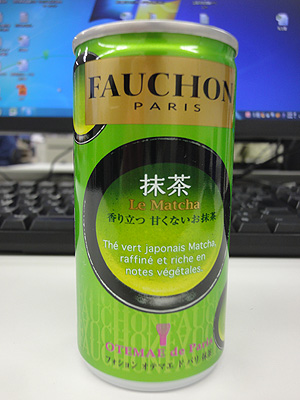 FAUCHON
PARIS
抹茶
Le Matcha
香り立つ 甘くないお抹茶
Thé vert japonais Matcha,
raffiné et riche en
notes végétales.
OTEMAE de Paris
フォション オテマエ ド パリ 抹茶